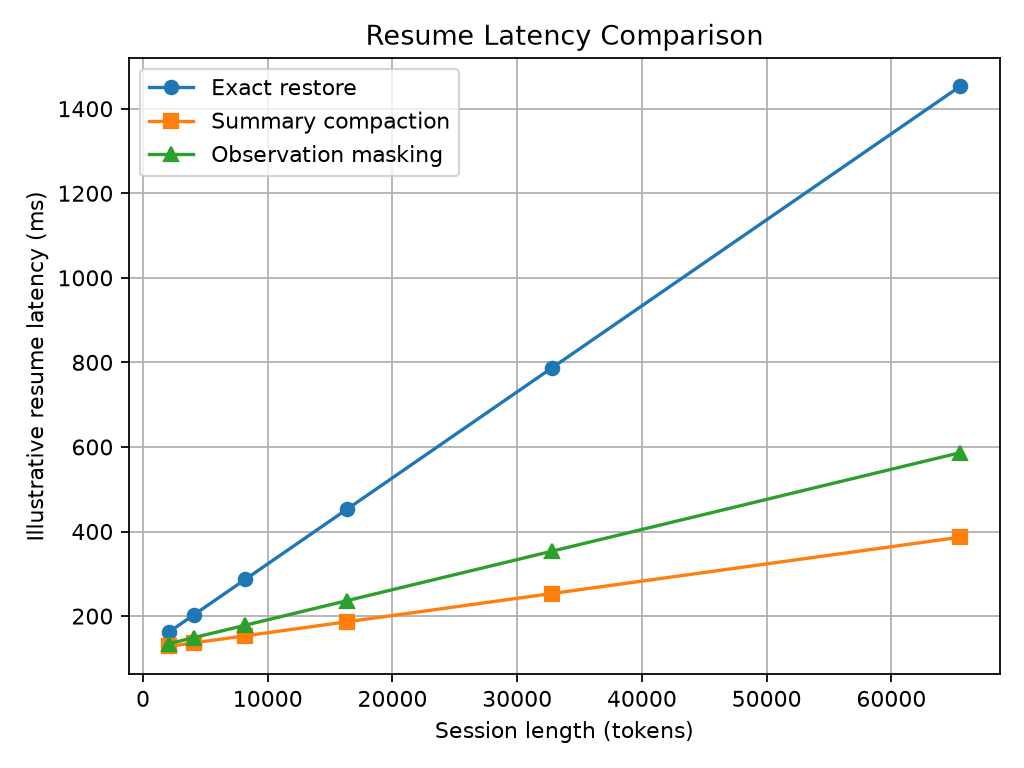 Resume Latency Comparison
Exact restore
Summary compaction
Observation masking
Illustrative resume latency (ms)
1400
1200
1000
800
600
400
200
0 10000 20000 30000 40000 50000 60000
Session length (tokens)